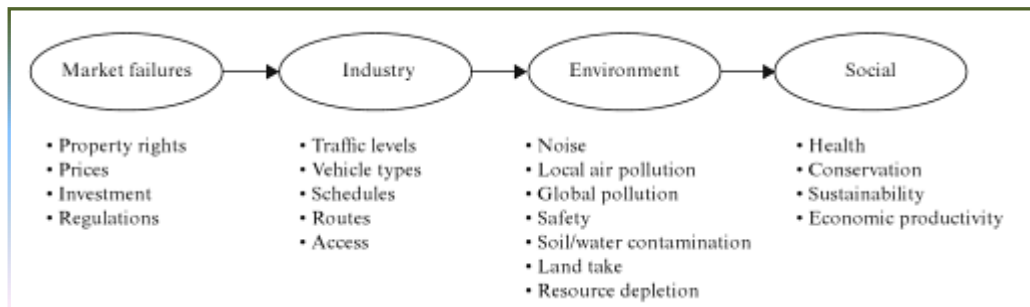 Market failures
Industry
Environment
Social
• Property rights
• Prices
• Investment
• Regulations
• Traffic levels
• Vehicle types
• Schedules
• Routes
• Access
• Noise
• Local air pollution
• Global pollution
• Safety
• Soil/water contamination
• Land take
• Resource depletion
• Health
• Conservation
• Sustainability
• Economic productivity